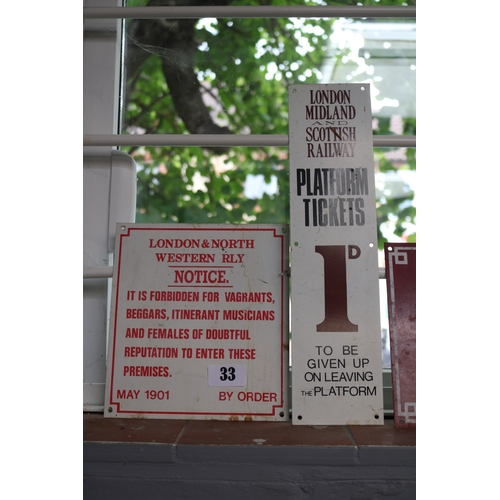 LONDON & NORTH
WESTERN RLY
NOTICE.
IT IS FORBIDDEN FOR VAGRANTS,
BEGGARS, ITINERANT MUSICIANS
AND FEMALES OF DOUBTFUL
REPUTATION TO ENTER THESE
PREMISES.
33
MAY 1901 BY ORDER
LONDON
MIDLAND
AND
SCOTTISH
RAILWAY
PLATFORM
TICKETS
1D
TO BE
GIVEN UP
ON LEAVING
THE PLATFORM